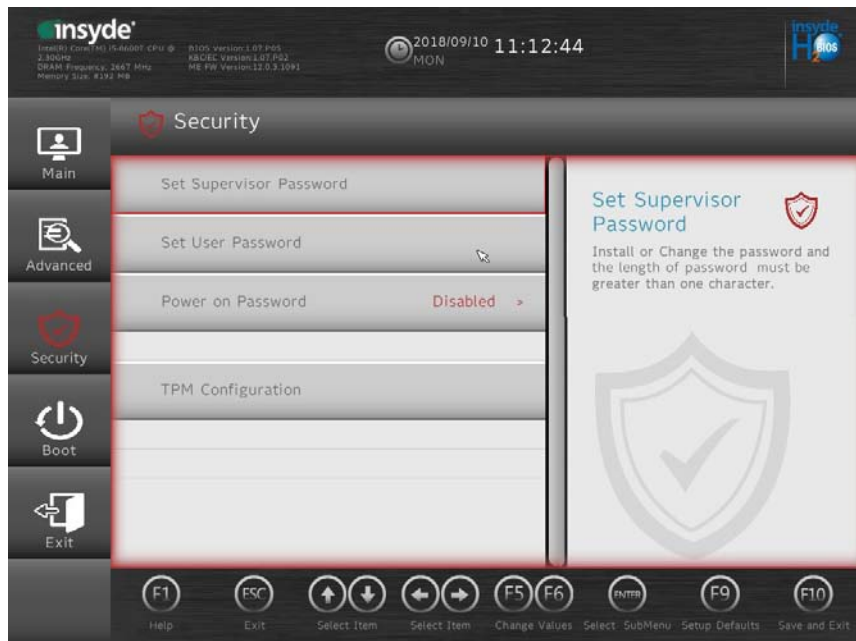 insyde®
Intel(R) Core(TM) i5-6600T CPU @
2.30GHz
DRAM Frequency: 2667 MHz
Memory Size: 8192 MB
BIOS Version:1.07.P05
KBC/EC Version:1.07.P02
ME FW Version:12.0.3.1091
2018/09/10 11:12:44
MON
insyde
H2O BIOS
Security
Main
Advanced
Security
Boot
Exit
Set Supervisor Password
Set User Password
Power on Password Disabled >
TPM Configuration
Set Supervisor
Password
Install or Change the password and
the length of password must be
greater than one character.
F1 ESC F5 F6 ENTER F9 F10
Help Exit Select Item Select Item Change Values Select SubMenu Setup Defaults Save and Exit